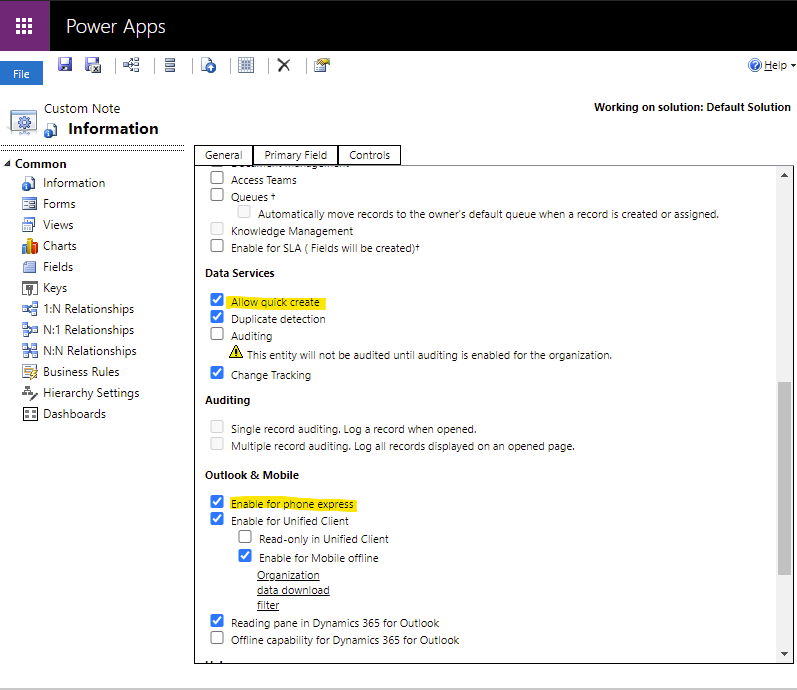 Power Apps
File
Help
Custom Note
Information
Working on solution: Default Solution
Common
Information
Forms
Views
Charts
Fields
Keys
1:N Relationships
N:1 Relationships
N:N Relationships
Business Rules
Hierarchy Settings
Dashboards
General
Primary Field
Controls
Document management
Access Teams
Queues †
Automatically move records to the owner's default queue when a record is created or assigned.
Knowledge Management
Enable for SLA ( Fields will be created)†
Data Services
Allow quick create
Duplicate detection
Auditing
This entity will not be audited until auditing is enabled for the organization.
Change Tracking
Auditing
Single record auditing. Log a record when opened.
Multiple record auditing. Log all records displayed on an opened page.
Outlook & Mobile
Enable for phone express
Enable for Unified Client
Read-only in Unified Client
Enable for Mobile offline
Organization
data download
filter
Reading pane in Dynamics 365 for Outlook
Offline capability for Dynamics 365 for Outlook